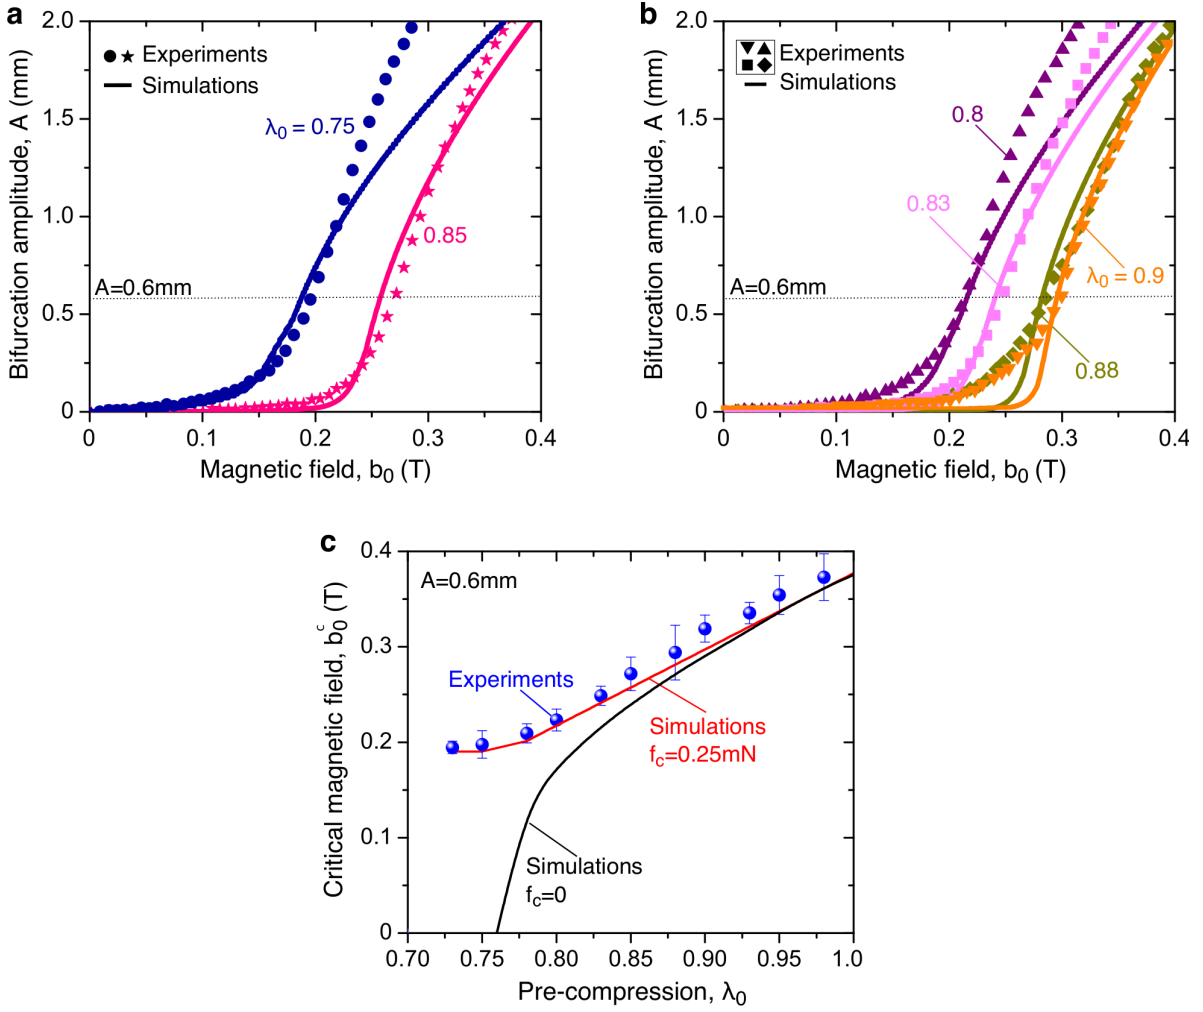 a
Bifurcation amplitude, A (mm)
2.0
1.5
1.0
0.5
0
Experiments
Simulations
λ0 = 0.75
0.85
A=0.6mm
0 0.1 0.2 0.3 0.4
Magnetic field, b0 (T)
b
Bifurcation amplitude, A (mm)
2.0
1.5
1.0
0.5
0
Experiments
Simulations
0.8
0.83
λ0 = 0.9
A=0.6mm
0.88
0 0.1 0.2 0.3 0.4
Magnetic field, b0 (T)
c
Critical magnetic field, b0c (T)
0.4
0.3
0.2
0.1
0
A=0.6mm
Experiments
Simulations
fc=0.25mN
Simulations
fc=0
0.70 0.75 0.80 0.85 0.90 0.95 1.0
Pre-compression, λ0